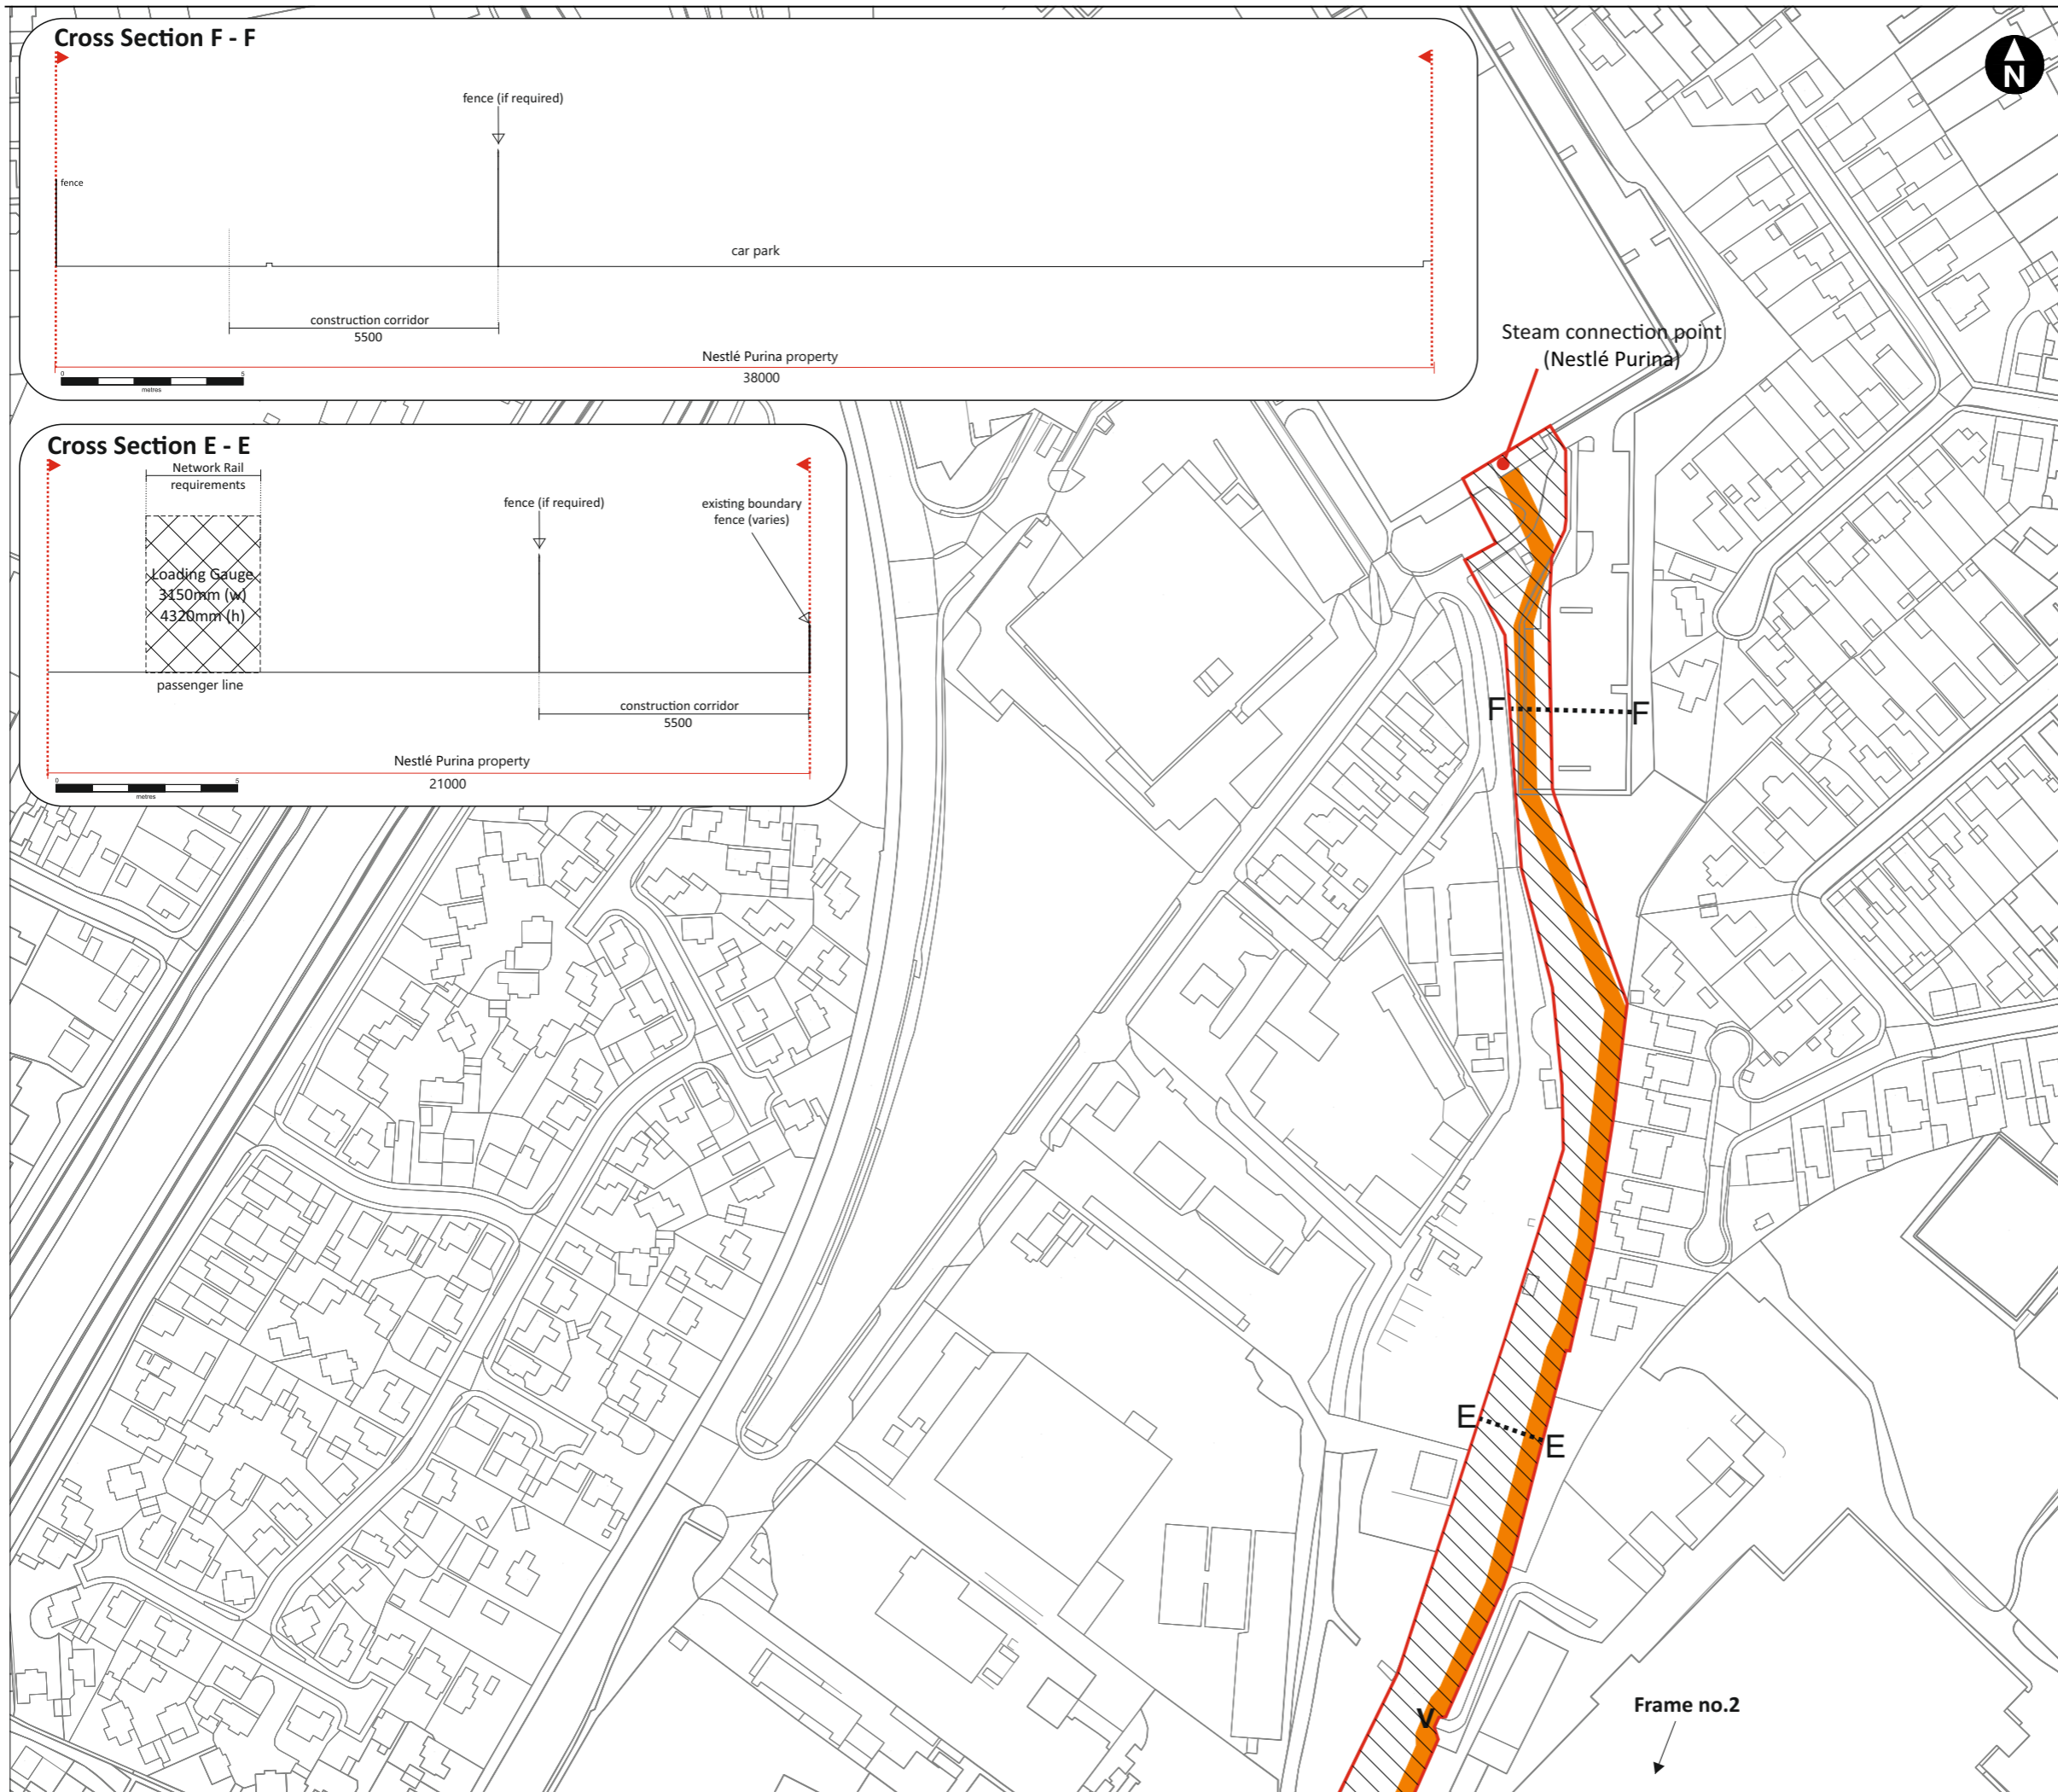 Cross Section F - F
fence (if required)
fence
car park
construction corridor
5500
Nestlé Purina property
38000
0
5
metres
N
Steam connection point
(Nestlé Purina)
Cross Section E - E
Network Rail
requirements
fence (if required)
existing boundary
fence (varies)
Loading Gauge
3150mm (w)
4320mm (h)
passenger line
construction corridor
5500
Nestlé Purina property
21000
0
5
metres
F
F
E
E
V
Frame no.2